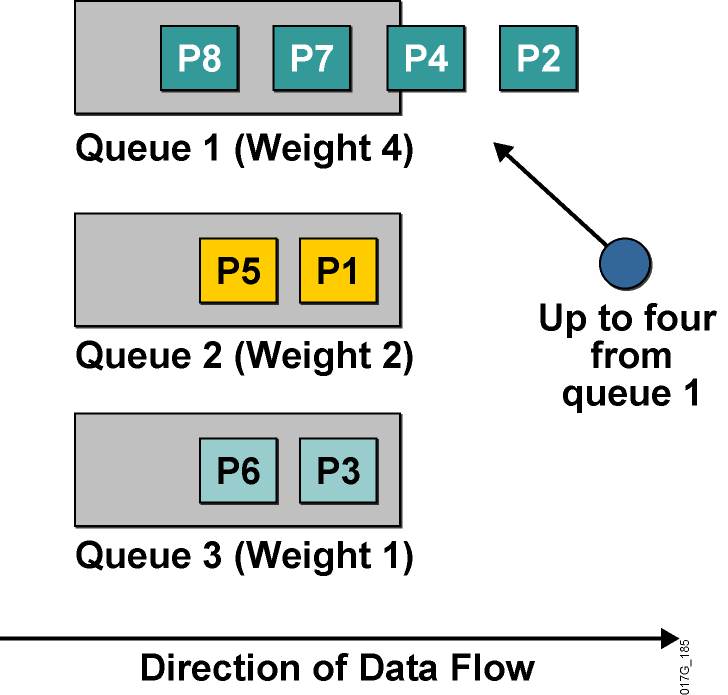 P8 P7 P4 P2
Queue 1 (Weight 4)
P5 P1
Up to four
from
queue 1
Queue 2 (Weight 2)
P6 P3
Queue 3 (Weight 1)
Direction of Data Flow
017G_185